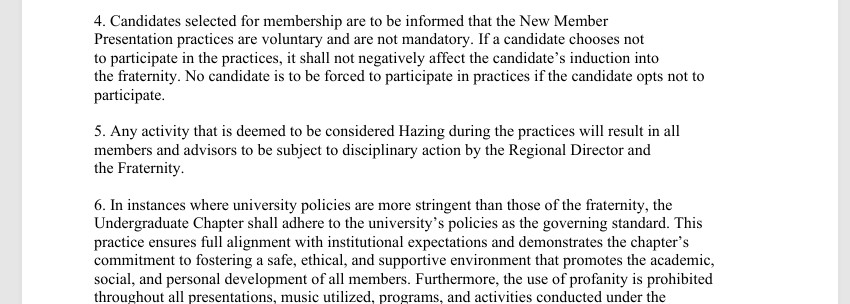 4. Candidates selected for membership are to be informed that the New Member
Presentation practices are voluntary and are not mandatory. If a candidate chooses not
to participate in the practices, it shall not negatively affect the candidate’s induction into
the fraternity. No candidate is to be forced to participate in practices if the candidate opts not to
participate.
5. Any activity that is deemed to be considered Hazing during the practices will result in all
members and advisors to be subject to disciplinary action by the Regional Director and
the Fraternity.
6. In instances where university policies are more stringent than those of the fraternity, the
Undergraduate Chapter shall adhere to the university’s policies as the governing standard. This
practice ensures full alignment with institutional expectations and demonstrates the chapter’s
commitment to fostering a safe, ethical, and supportive environment that promotes the academic,
social, and personal development of all members. Furthermore, the use of profanity is prohibited
throughout all presentations, music utilized, programs, and activities conducted under the